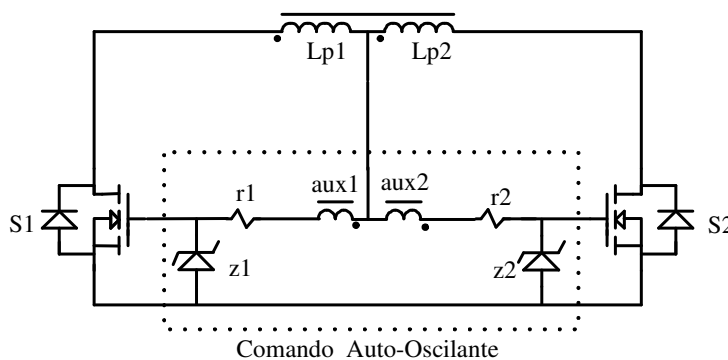 Lp1
Lp2
r1
aux1
aux2
r2
S1
S2
z1
z2
Comando Auto-Oscilante